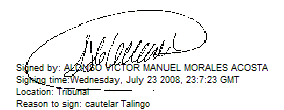 Signed by: ALONSO VICTOR MANUEL MORALES ACOSTA
Signing time:Wednesday, July 23 2008, 23:7:23 GMT
Location: Tribunal
Reason to sign: cautelar Talingo